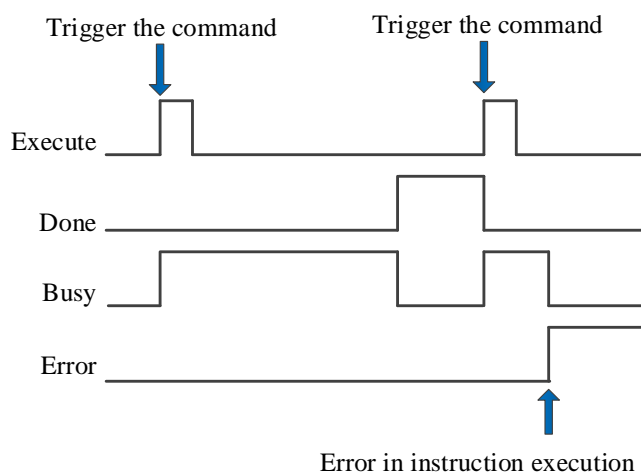 Trigger the command
Trigger the command
Execute
Done
Busy
Error
Error in instruction execution